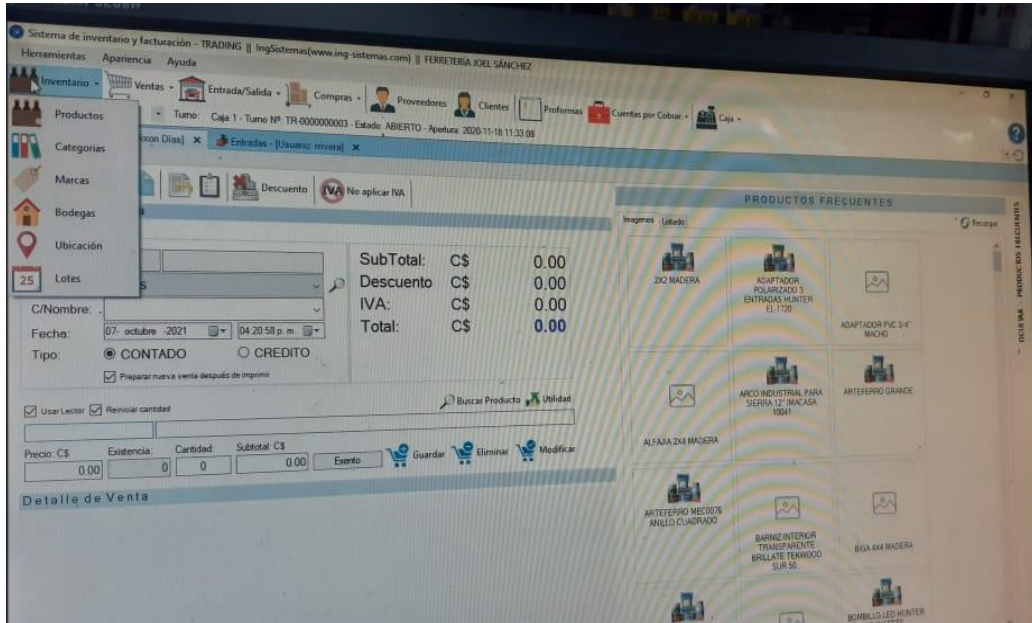 Sistema de inventario y facturación - TRADING || IngSistemas(www.ing-sistemas.com) || FERRETERÍA JOEL SÁNCHEZ
Herramientas Apariencia Ayuda
Inventario Ventas Entrada/Salida Compras Proveedores Clientes Proformas Cuentas por Cobrar Caja
Turno Caja 1 - Turno Nº: TR-0000000003 - Estado: ABIERTO - Apertura: 2020-11-18 11:33:08
Productos
Categorias
Marcas
Bodegas
Ubicación
25 Lotes
Días] Entradas - [Usuario:
Descuento IVA No aplicar IVA
SubTotal: C$ 0.00
Descuento C$ 0.00
IVA: C$ 0.00
Total: C$ 0.00
C/Nombre:
Fecha: 07- octubre -2021 04:20:58 p. m.
Tipo: CONTADO CREDITO
Preparar nueva venta después de imprimir
Usar Lector Reiniciar cantidad
Buscar Producto Utilidad
Precio: C$ Existencia: Cantidad: Subtotal: C$
0.00 0 0 0.00 Exento Guardar Eliminar Modificar
Detalle de Venta
PRODUCTOS FRECUENTES
Imagenes Listado Recargar
2X2 MADERA
ADAPTADOR
POLARIZADO 3
ENTRADAS HUNTER
EL-1720
ADAPTADOR PVC 3/4"
MACHO
ALFAJIA 2X4 MADERA
ARCO INDUSTRIAL PARA
SIERRA 12" IMACASA
10041
ARTEFERRO GRANDE
ARTEFERRO MEC0076
ANILLO CUADRADO
BARNIZ INTERIOR
TRANSPARENTE
BRILLATE TEKWOOD
SUR 50
BIGA 4X4 MADERA
BOMBILLO LED HUNTER
OCULTAR - PRODUCTOS FRECUENTES